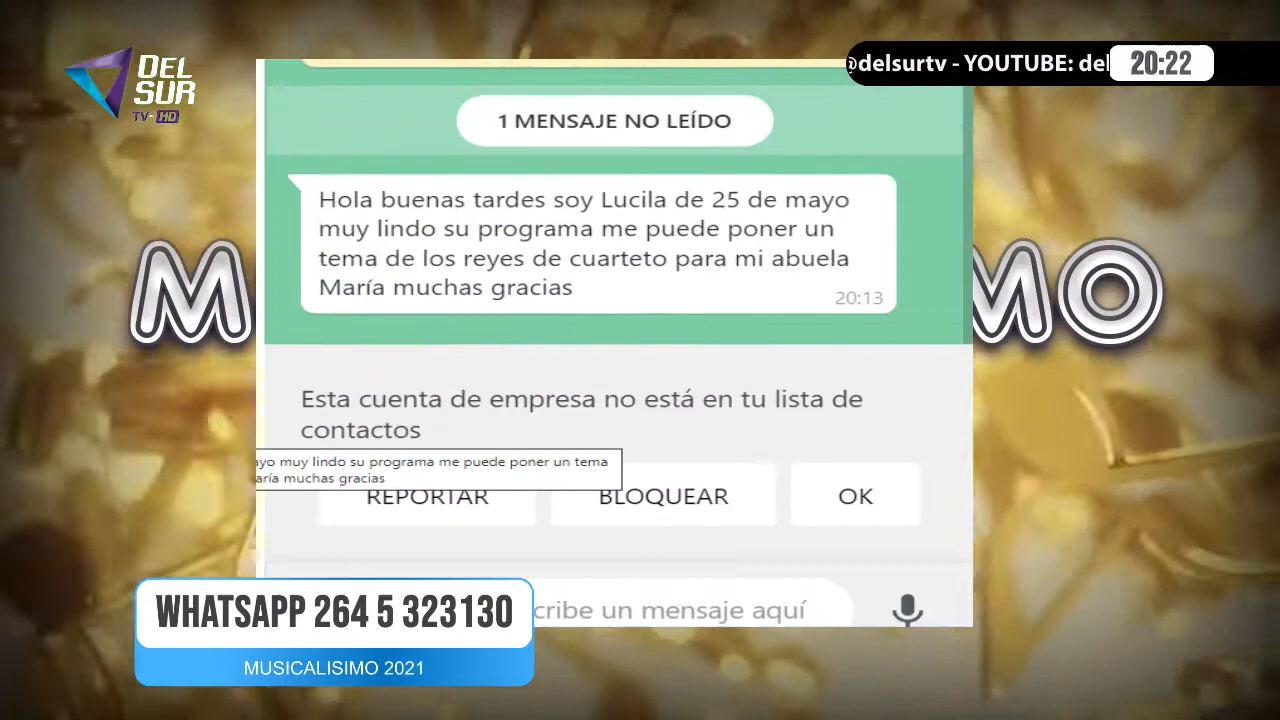 DEL
SUR
TV-HD
@delsurtv - YOUTUBE: del
20:22
1 MENSAJE NO LEÍDO
Hola buenas tardes soy Lucila de 25 de mayo
muy lindo su programa me puede poner un
tema de los reyes de cuarteto para mi abuela
María muchas gracias
20:13
M
MO
Esta cuenta de empresa no está en tu lista de
contactos
ayo muy lindo su programa me puede poner un tema
aría muchas gracias
REPORTAR BLOQUEAR OK
cribe un mensaje aquí
WHATSAPP 264 5 323130
MUSICALISIMO 2021